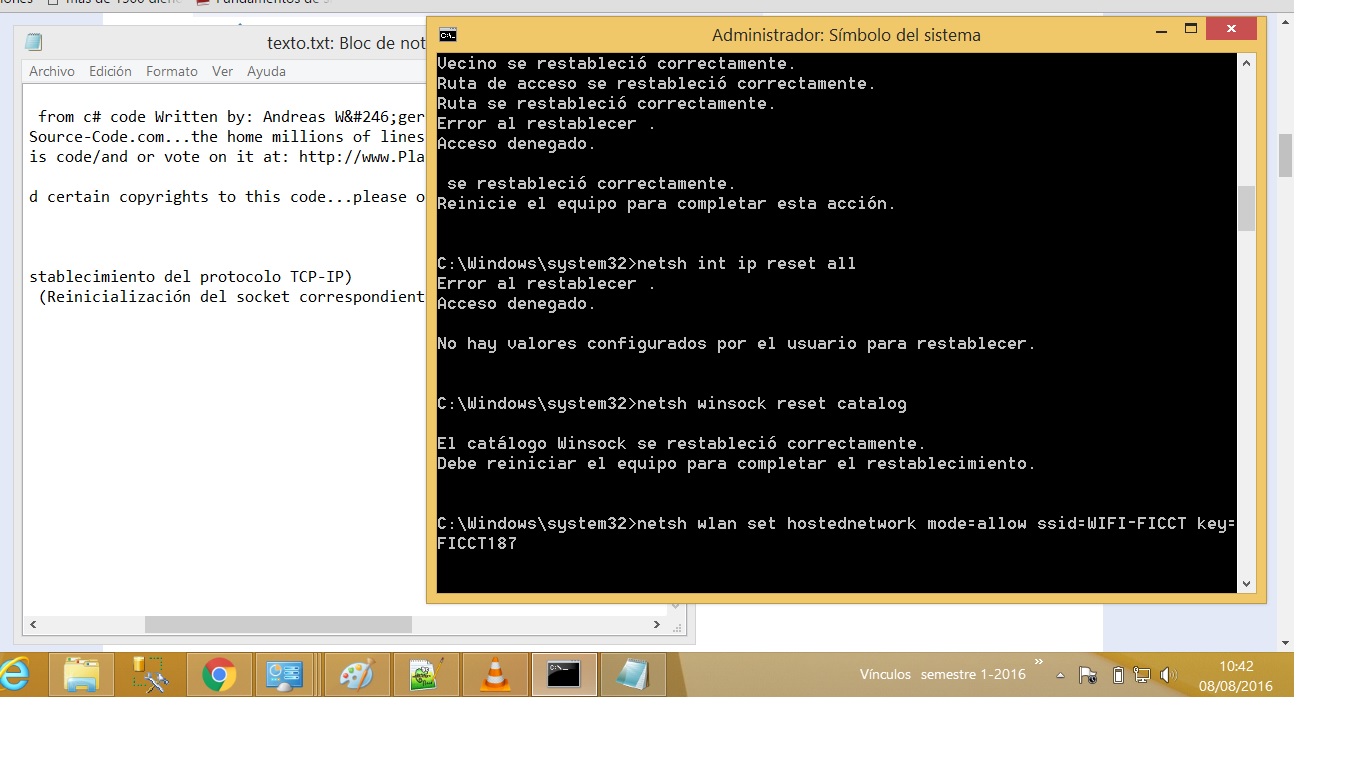 más de 1500 diend
Fundamentos de si
texto.txt: Bloc de not
Archivo Edición Formato Ver Ayuda
from c# code Written by: Andreas W&#246;ger
Source-Code.com...the home millions of lines
is code/and or vote on it at: http://www.Pla
d certain copyrights to this code...please o
stablecimiento del protocolo TCP-IP)
(Reinicialización del socket correspondient
Administrador: Símbolo del sistema
Vecino se restableció correctamente.
Ruta de acceso se restableció correctamente.
Ruta se restableció correctamente.
Error al restablecer .
Acceso denegado.
se restableció correctamente.
Reinicie el equipo para completar esta acción.
C:\Windows\system32>netsh int ip reset all
Error al restablecer .
Acceso denegado.
No hay valores configurados por el usuario para restablecer.
C:\Windows\system32>netsh winsock reset catalog
El catálogo Winsock se restableció correctamente.
Debe reiniciar el equipo para completar el restablecimiento.
C:\Windows\system32>netsh wlan set hostednetwork mode=allow ssid=WIFI-FICCT key=
FICCT187
Vínculos semestre 1-2016 »
10:42
08/08/2016